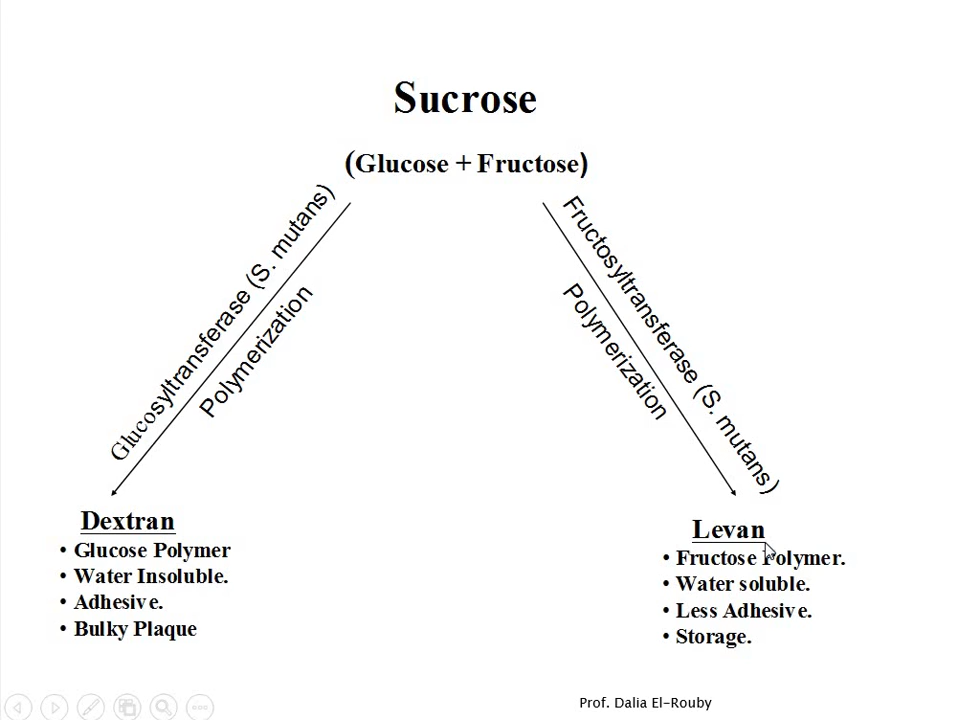 Sucrose
(Glucose + Fructose)
Glucosyltransferase (S. mutans)
Polymerization
Fructosyltransferase (S. mutans)
Polymerization
Dextran
• Glucose Polymer
• Water Insoluble.
• Adhesive.
• Bulky Plaque
Levan
• Fructose Polymer.
• Water soluble.
• Less Adhesive.
• Storage.
Prof. Dalia El-Rouby